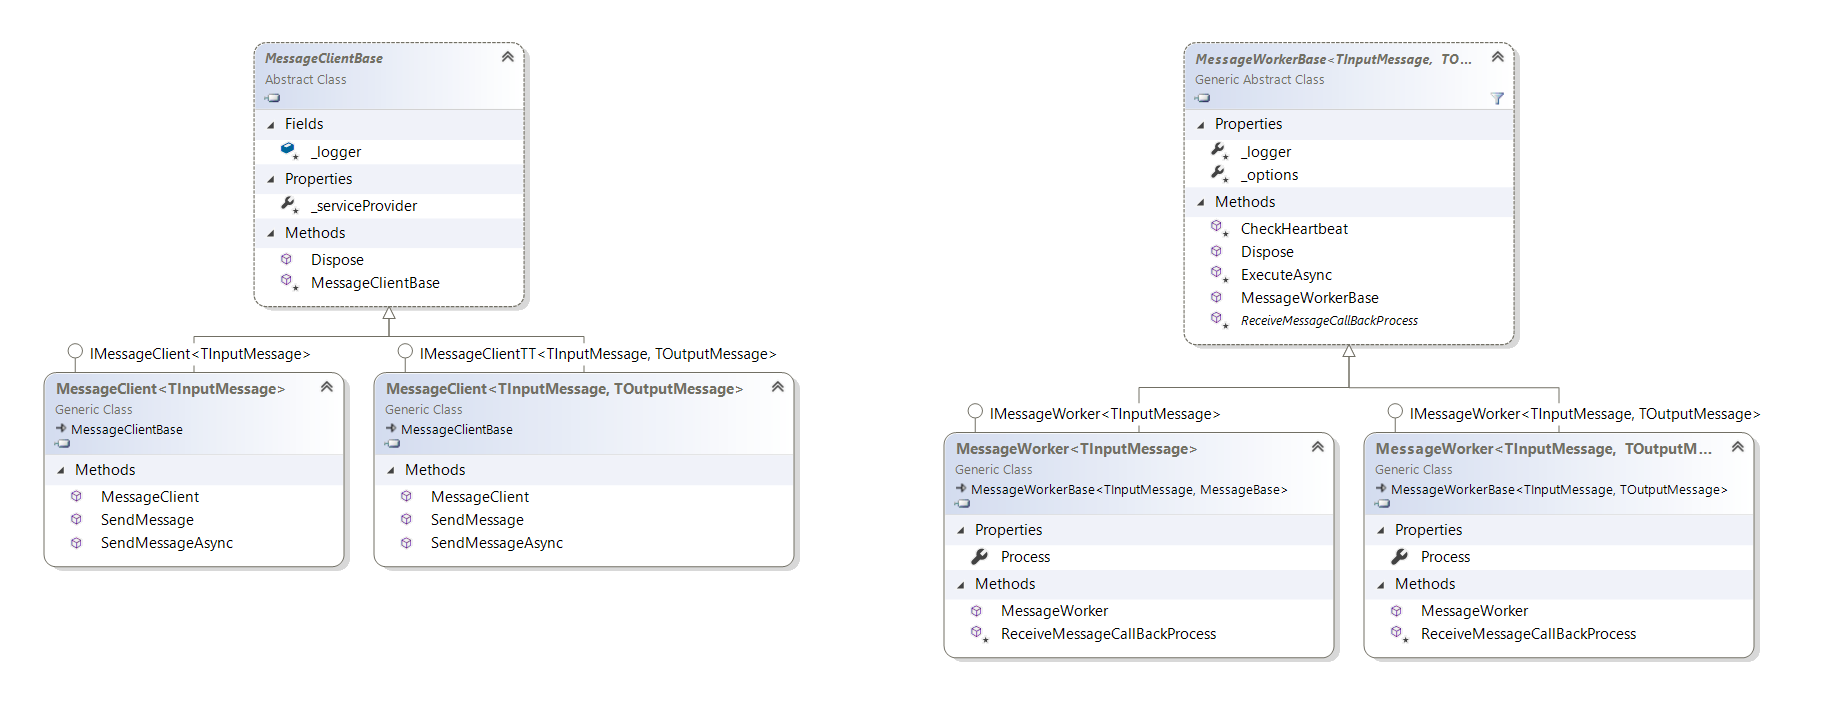 MessageClientBase
Abstract Class
Fields
_logger
Properties
_serviceProvider
Methods
Dispose
MessageClientBase
IMessageClient<TInputMessage>
MessageClient<TInputMessage>
Generic Class
MessageClientBase
Methods
MessageClient
SendMessage
SendMessageAsync
IMessageClientTT<TInputMessage, TOutputMessage>
MessageClient<TInputMessage, TOutputMessage>
Generic Class
MessageClientBase
Methods
MessageClient
SendMessage
SendMessageAsync
MessageWorkerBase<TInputMessage, TO...
Generic Abstract Class
Properties
_logger
_options
Methods
CheckHeartbeat
Dispose
ExecuteAsync
MessageWorkerBase
ReceiveMessageCallBackProcess
IMessageWorker<TInputMessage>
MessageWorker<TInputMessage>
Generic Class
MessageWorkerBase<TInputMessage, MessageBase>
Properties
Process
Methods
MessageWorker
ReceiveMessageCallBackProcess
IMessageWorker<TInputMessage, TOutputMessage>
MessageWorker<TInputMessage, TOutputM...
Generic Class
MessageWorkerBase<TInputMessage, TOutputMessage>
Properties
Process
Methods
MessageWorker
ReceiveMessageCallBackProcess